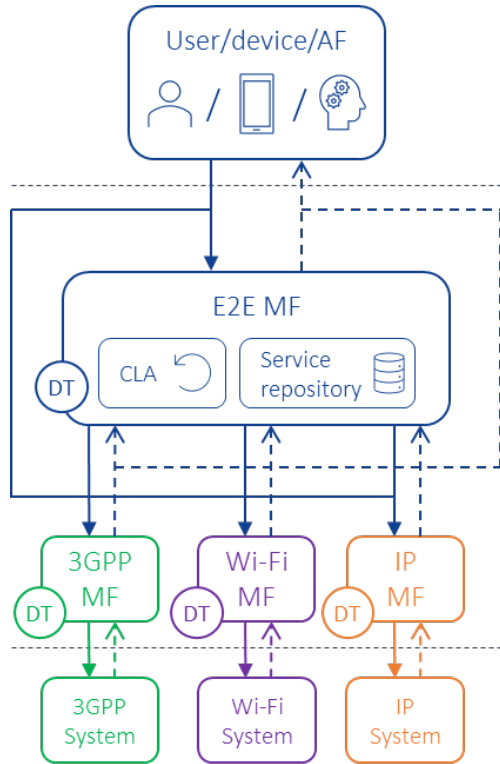 User/device/AF
/ /
E2E MF
CLA
Service
repository
DT
3GPP
MF
DT
Wi-Fi
MF
DT
IP
MF
DT
3GPP
System
Wi-Fi
System
IP
System